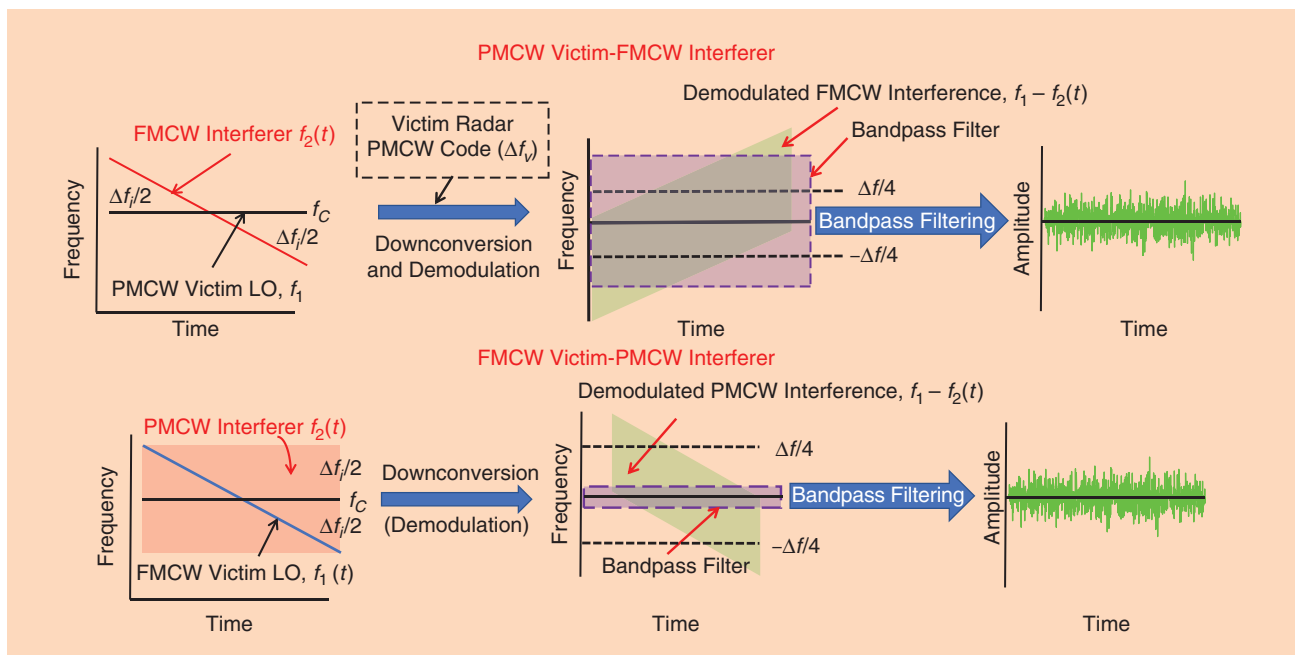 PMCW Victim-FMCW Interferer
FMCW Interferer f2(t)
Frequency
Δfi/2
fC
Δfi/2
PMCW Victim LO, f1
Time
Victim Radar
PMCW Code (Δfv)
Downconversion
and Demodulation
Demodulated FMCW Interference, f1 – f2(t)
Bandpass Filter
Frequency
Δf/4
–Δf/4
Time
Bandpass Filtering
Amplitude
Time
FMCW Victim-PMCW Interferer
PMCW Interferer f2(t)
Frequency
Δfi/2
fC
Δfi/2
FMCW Victim LO, f1 (t)
Time
Downconversion
(Demodulation)
Demodulated PMCW Interference, f1 – f2(t)
Frequency
Δf/4
–Δf/4
Bandpass Filter
Time
Bandpass Filtering
Amplitude
Time